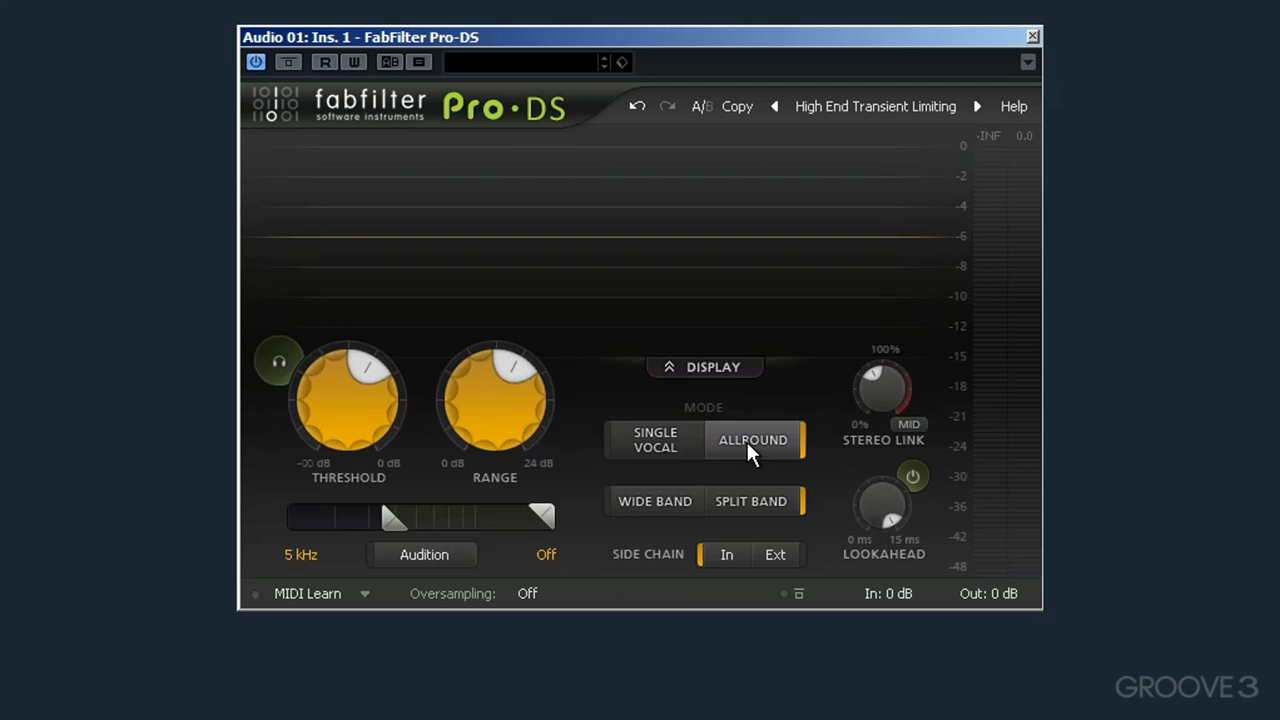 Audio 01: Ins. 1 - FabFilter Pro-DS
R W
fabfilter
software instruments
Pro·DS
A/B Copy High End Transient Limiting Help
-INF 0.0
0
-2
-4
-6
-8
-10
-12
-15
-18
-21
-24
-30
-36
-42
-48
DISPLAY
MODE
SINGLE VOCAL
ALLROUND
WIDE BAND SPLIT BAND
SIDE CHAIN In Ext
-∞ dB 0 dB
THRESHOLD
0 dB 24 dB
RANGE
100%
0% MID
STEREO LINK
0 ms 15 ms
LOOKAHEAD
5 kHz Audition Off
MIDI Learn Oversampling: Off In: 0 dB Out: 0 dB
GROOVE3